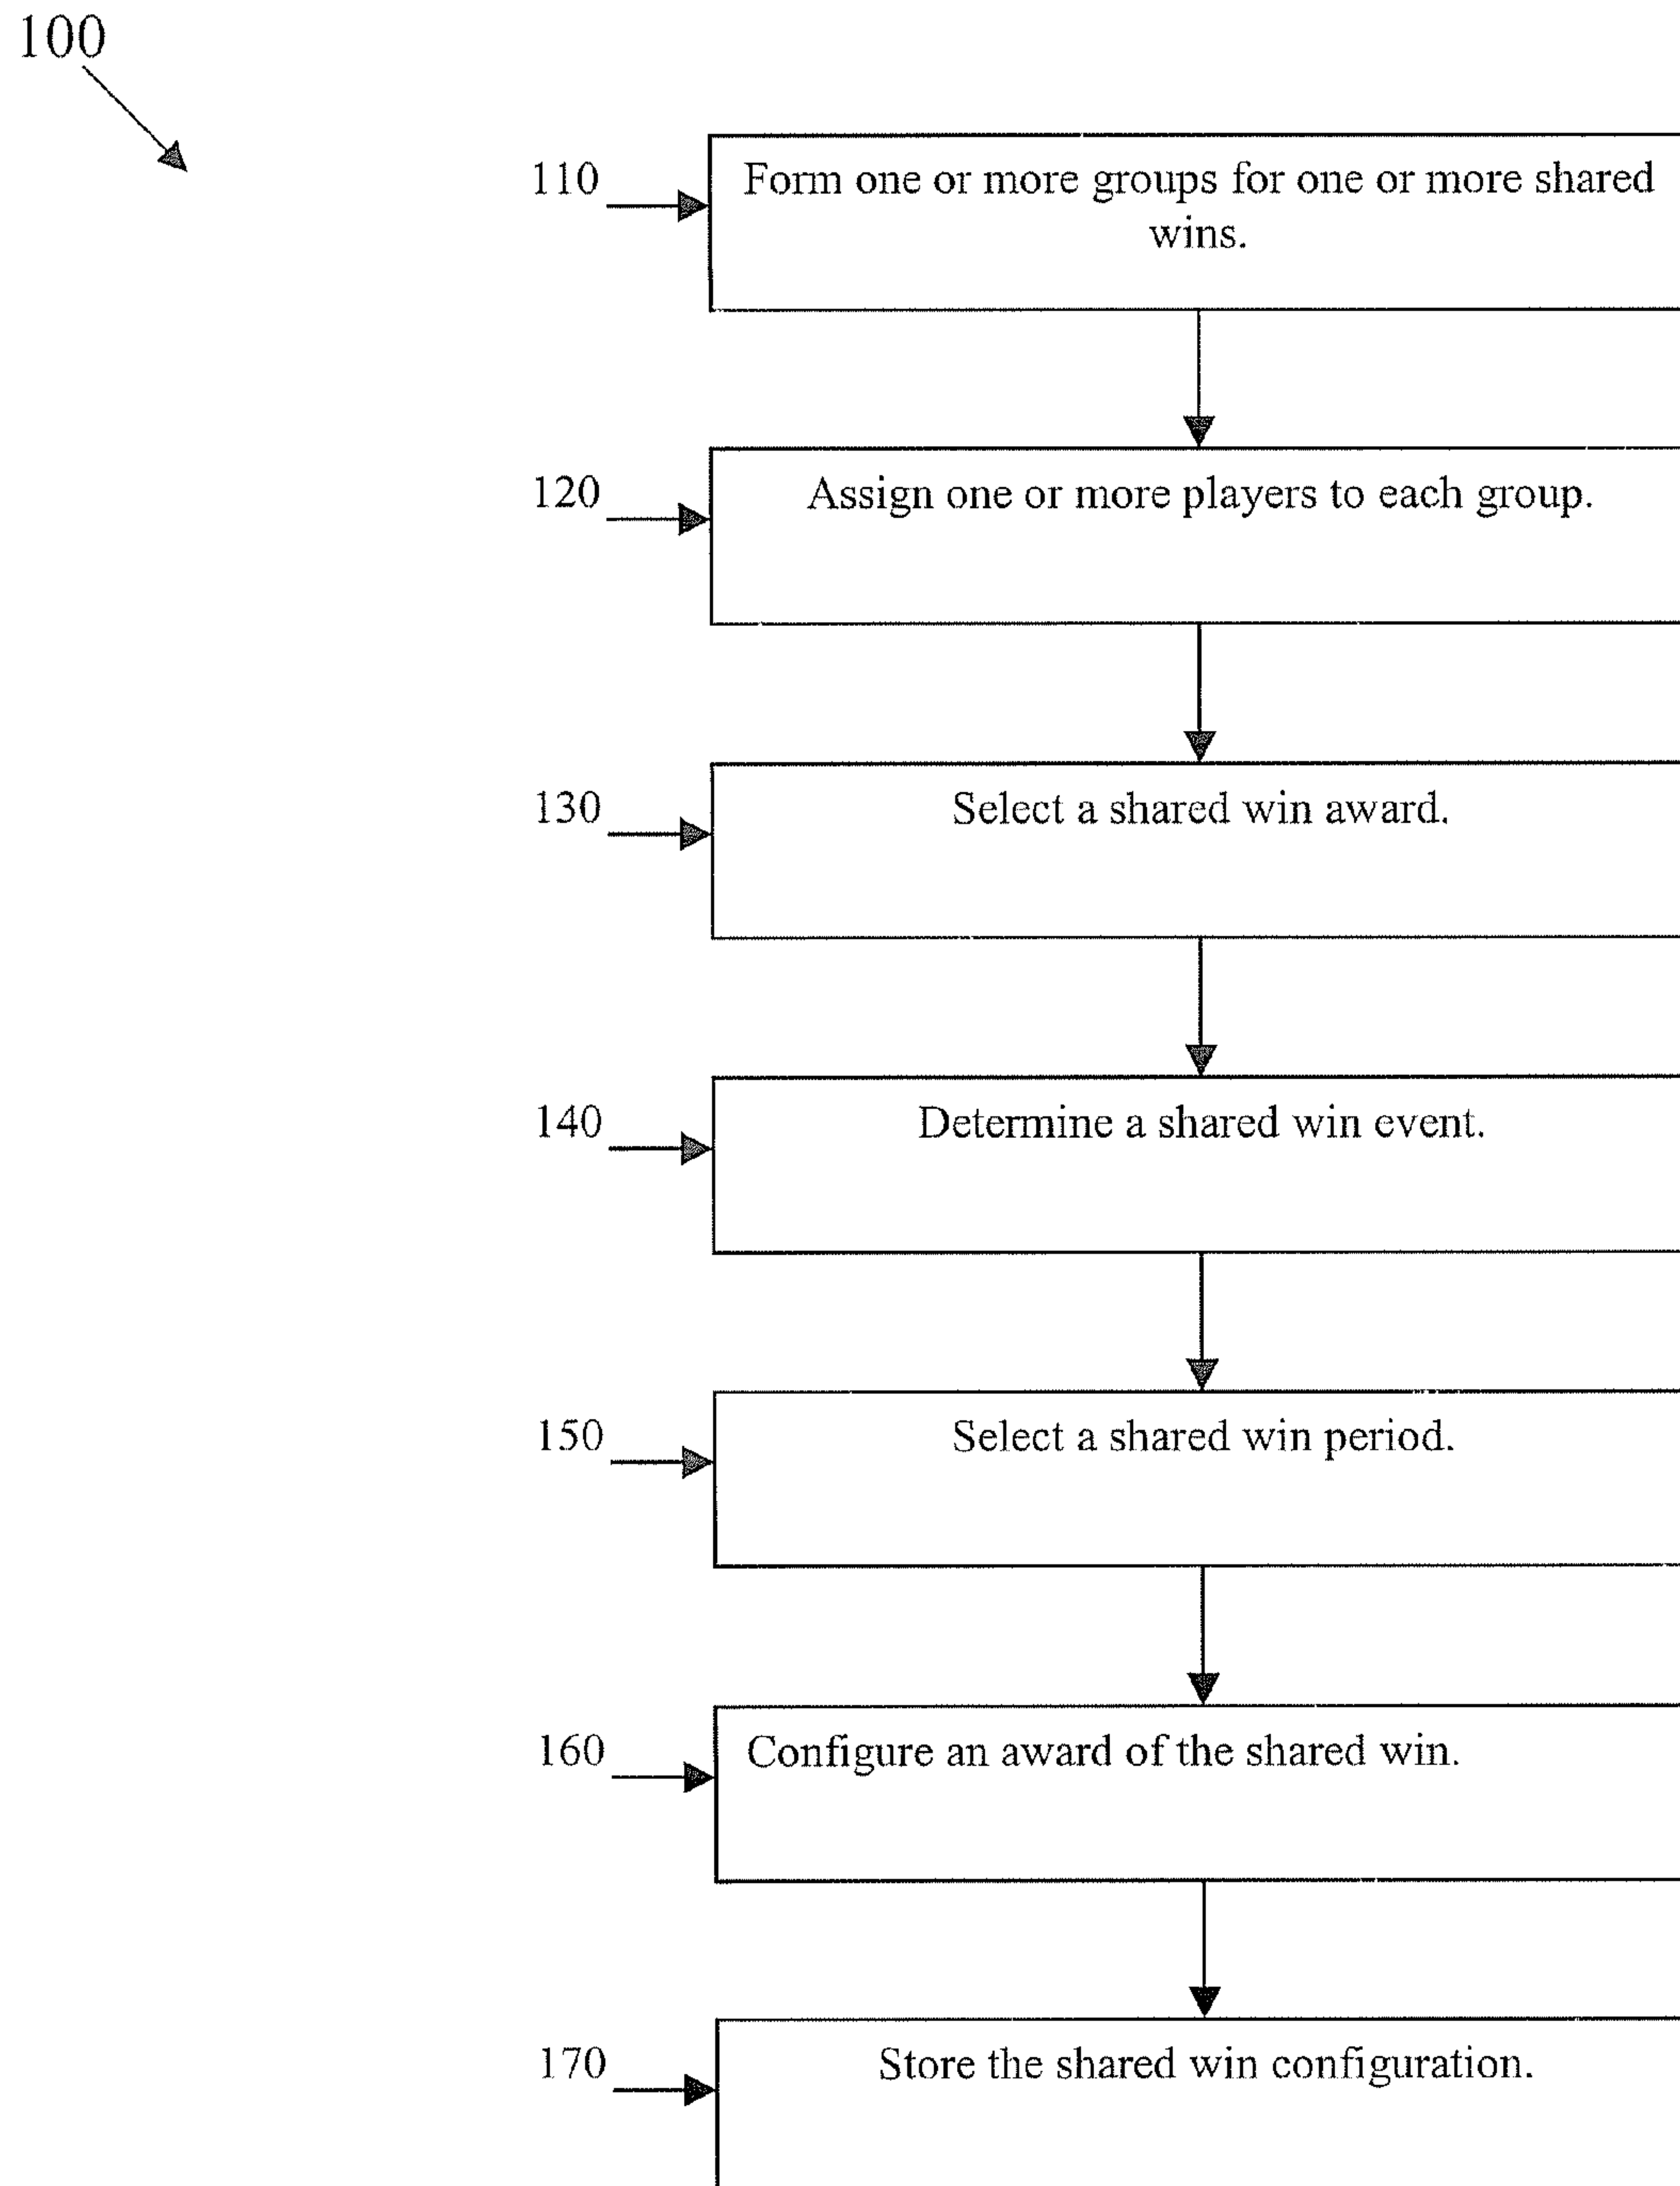 100
110
Form one or more groups for one or more shared
wins.
120
Assign one or more players to each group.
130
Select a shared win award.
140
Determine a shared win event.
150
Select a shared win period.
160
Configure an award of the shared win.
170
Store the shared win configuration.